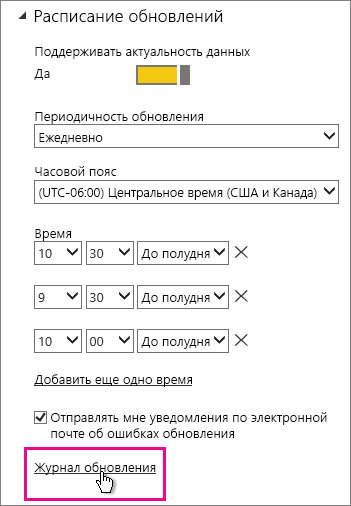 Расписание обновлений
Поддерживать актуальность данных
Да
Периодичность обновления
Ежедневно
Часовой пояс
(UTC-06:00) Центральное время (США и Канада)
Время
10 30 До полудня
9 30 До полудня
10 00 До полудня
Добавить еще одно время
Отправлять мне уведомления по электронной
почте об ошибках обновления
Журнал обновления